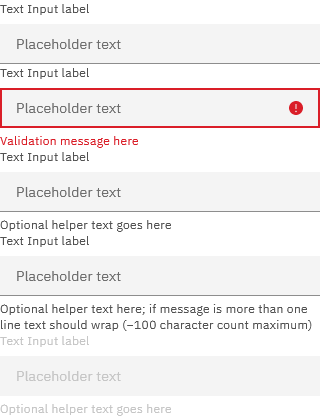 Text Input label
Placeholder text
Text Input label
Placeholder text
Validation message here
Text Input label
Placeholder text
Optional helper text goes here
Text Input label
Placeholder text
Optional helper text here; if message is more than one
line text should wrap (~100 character count maximum)
Text Input label
Placeholder text
Optional helper text goes here